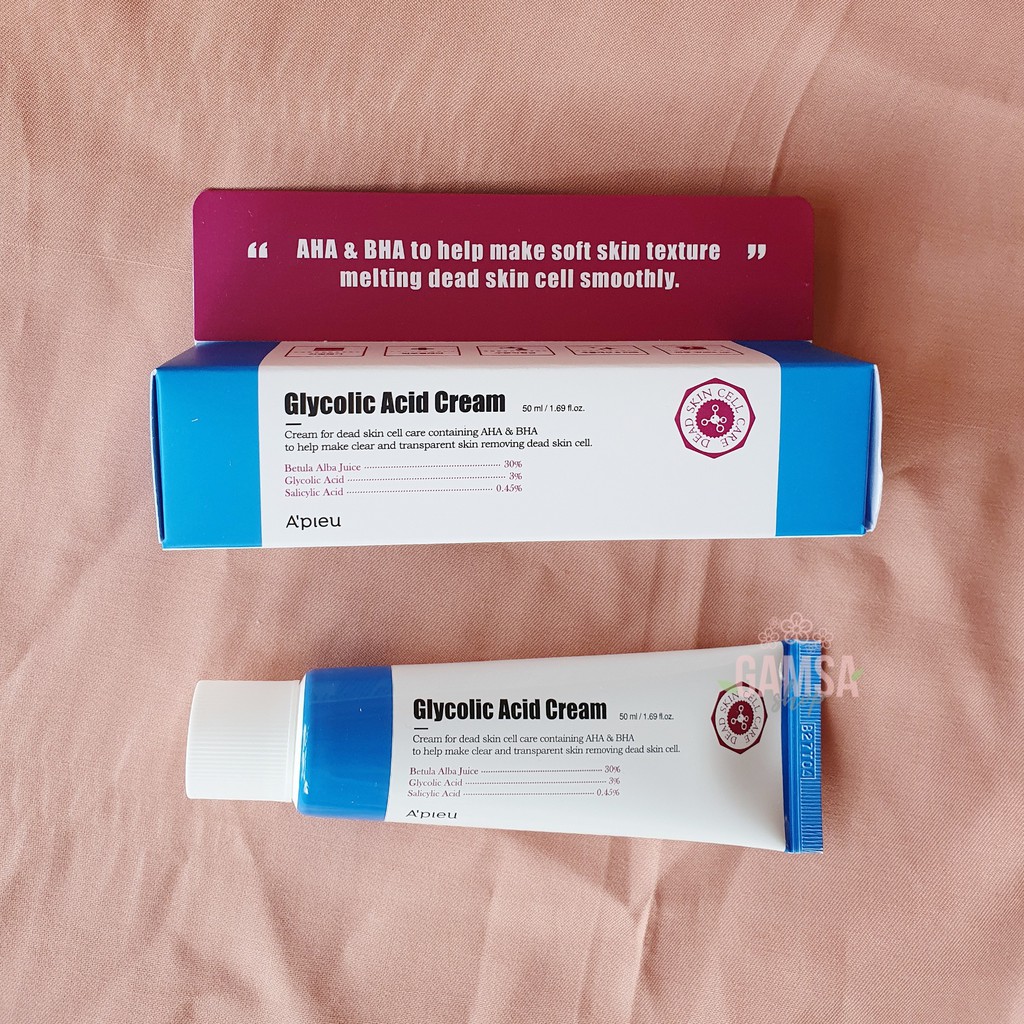 “ AHA & BHA to help make soft skin texture ”
melting dead skin cell smoothly.
Glycolic Acid Cream 50 ml / 1.69 fl.oz.
Cream for dead skin cell care containing AHA & BHA
to help make clear and transparent skin removing dead skin cell.
Betula Alba Juice 30%
Glycolic Acid 3%
Salicylic Acid 0.45%
A'pieu
DEAD SKIN CELL CARE
GAMSA
shop
Glycolic Acid Cream 50 ml / 1.69 fl.oz.
Cream for dead skin cell care containing AHA & BHA
to help make clear and transparent skin removing dead skin cell.
Betula Alba Juice 30%
Glycolic Acid 3%
Salicylic Acid 0.45%
A'pieu
DEAD SKIN CELL CARE
827T04